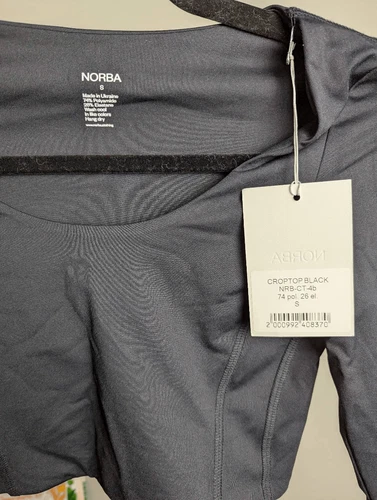 NORBA
S
Made in Ukraine
74% Polyamide
26% Elastane
Wash cool
In like colors
Hang dry
NORBA
CROPTOP BLACK
NRB-CT-4b
74 pol, 26 el.
S
2 000992 408370